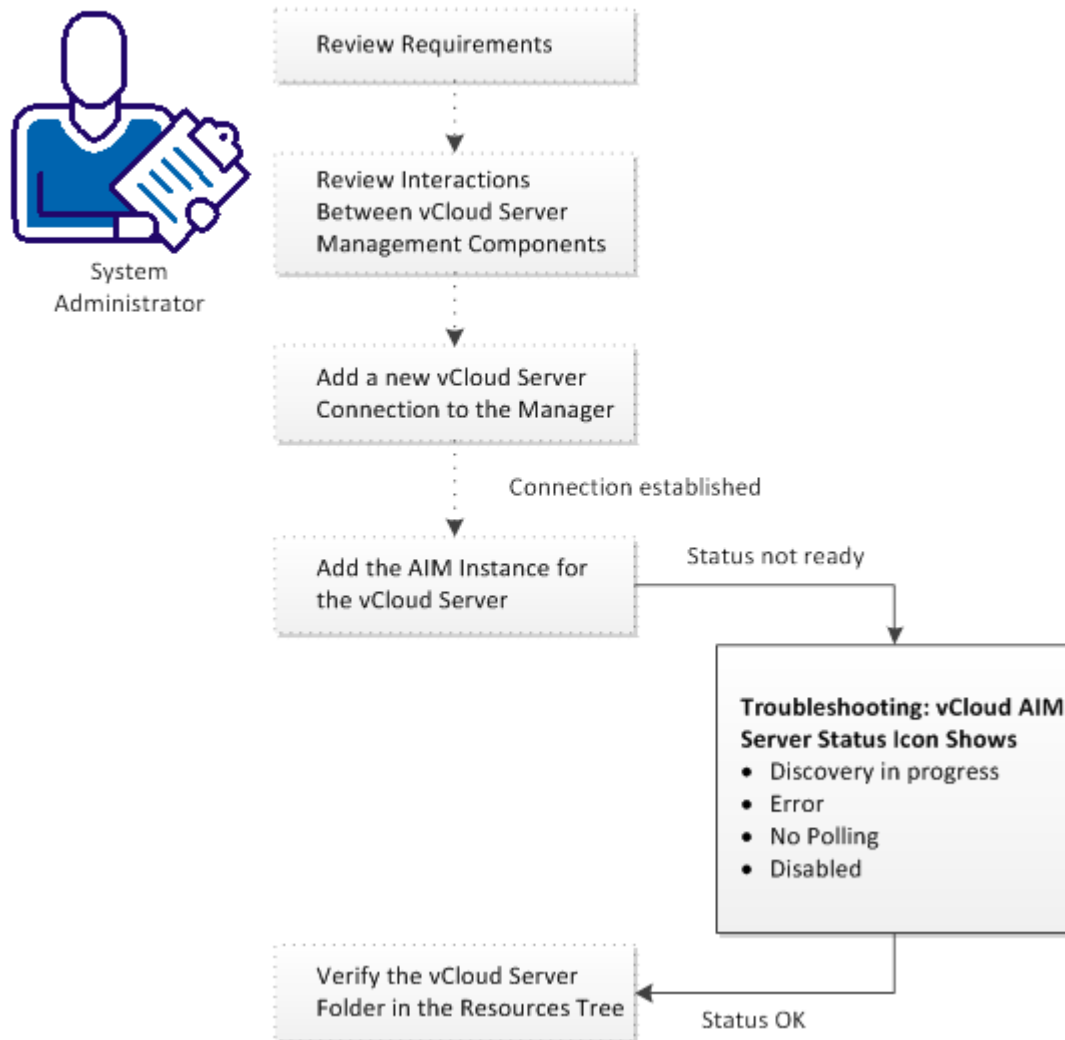 Review Requirements
Review Interactions
Between vCloud Server
Management Components
System
Administrator
Add a new vCloud Server
Connection to the Manager
Connection established
Add the AIM Instance for
the vCloud Server
Status not ready
Troubleshooting: vCloud AIM
Server Status Icon Shows
• Discovery in progress
• Error
• No Polling
• Disabled
Verify the vCloud Server
Folder in the Resources Tree
Status OK